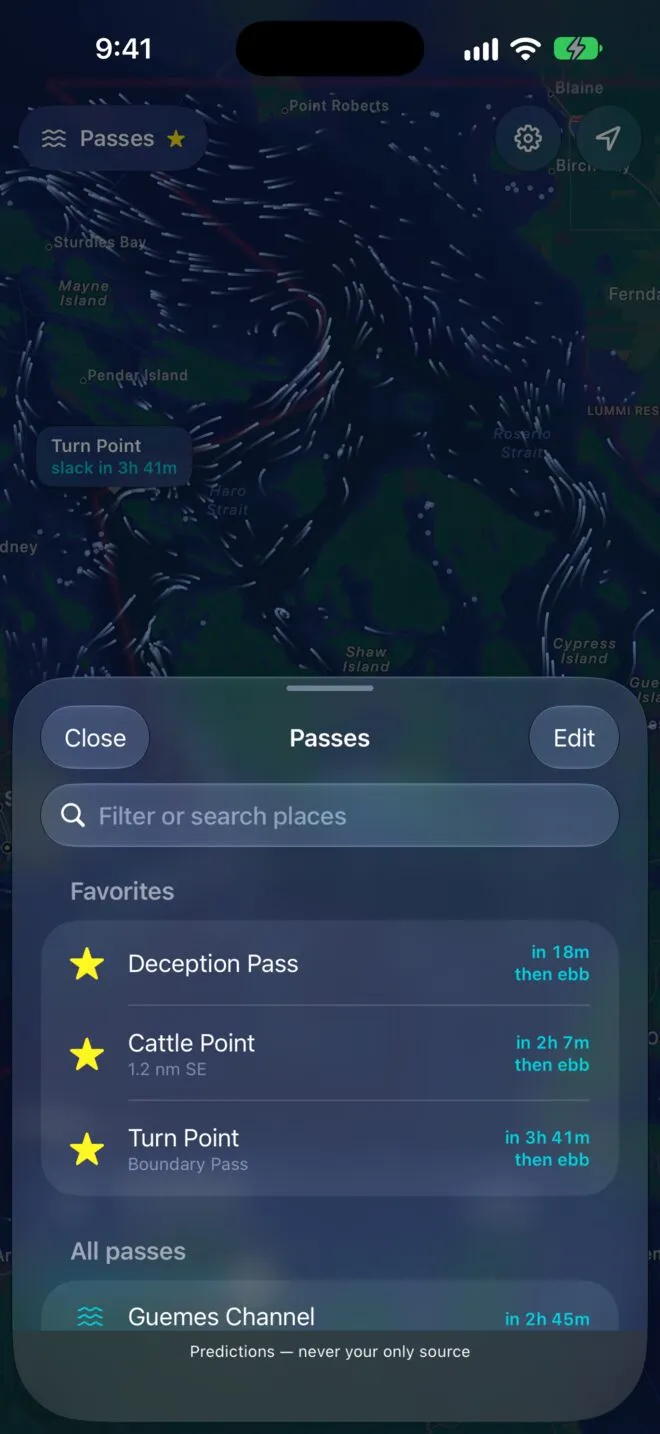 9:41
Blaine
Point Roberts
Passes
Sturdies Bay
Mayne
Island
Pender Island
LUMMI RES
Turn Point
slack in 3h 41m
Rosario
Strait
Haro
Strait
Shaw
Island
Cypress
Island
Close
Passes
Edit
Filter or search places
Favorites
Deception Pass
in 18m
then ebb
Cattle Point
1.2 nm SE
in 2h 7m
then ebb
Turn Point
Boundary Pass
in 3h 41m
then ebb
All passes
Guemes Channel
in 2h 45m
Predictions — never your only source